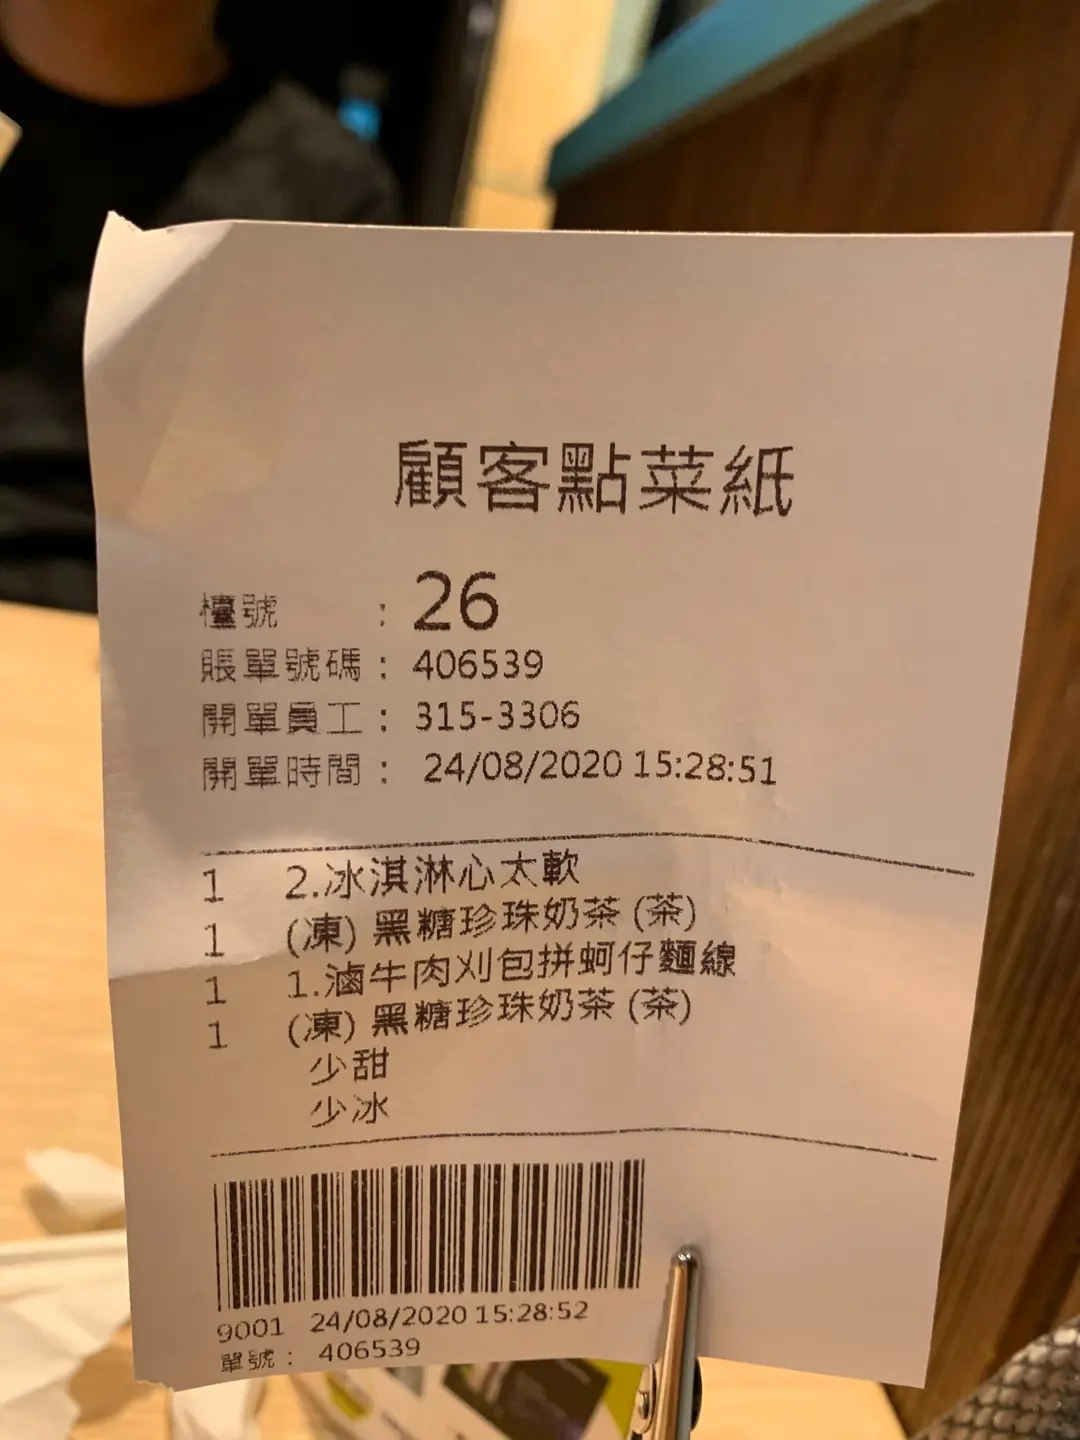 顧客點菜紙
檯號 : 26
賬單號碼 : 406539
開單員工 : 315-3306
開單時間 : 24/08/2020 15:28:51
1 2.冰淇淋心太軟
1 (凍) 黑糖珍珠奶茶 (茶)
1 1.滷牛肉刈包拼蚵仔麵線
1 (凍) 黑糖珍珠奶茶 (茶)
少甜
少冰
9001 24/08/2020 15:28:52
單號 : 406539